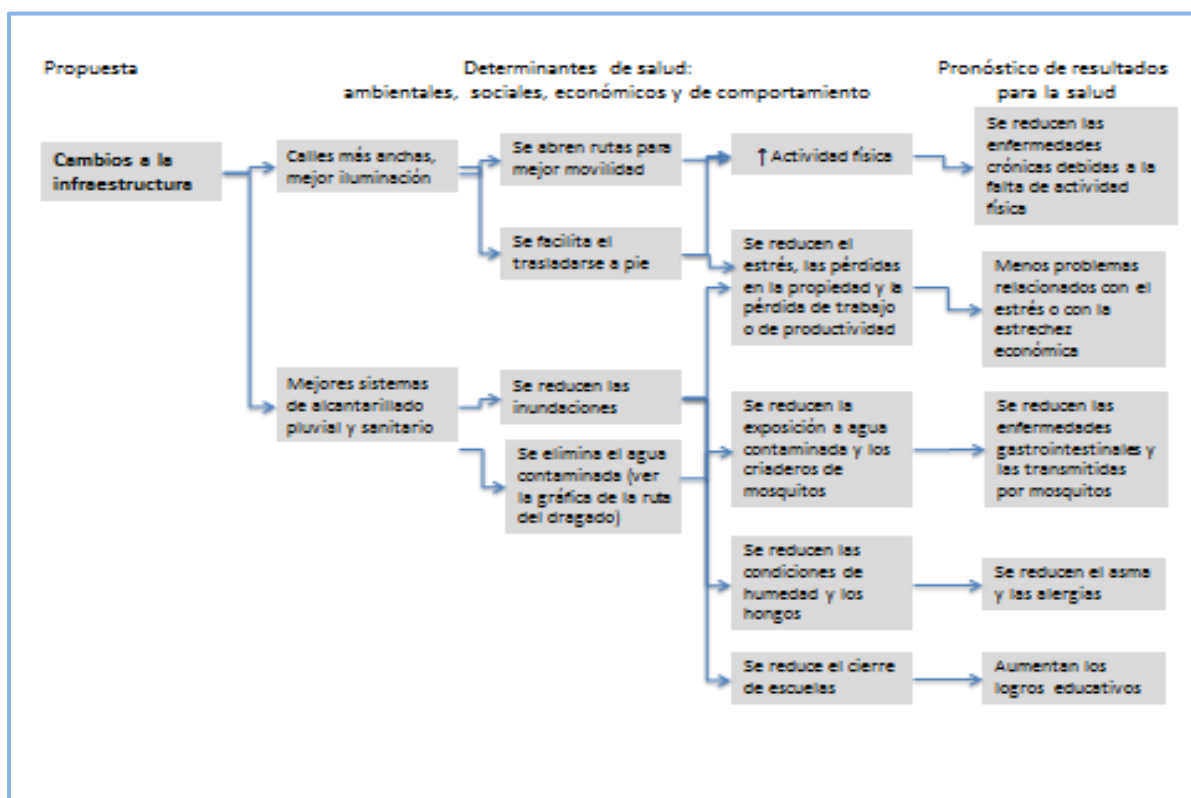 Propuesta
Determinantes de salud:
ambientales, sociales, económicos y de comportamiento
Pronóstico de resultados
para la salud
Cambios a la
infraestructura
Calles más anchas,
mejor iluminación
Se abren rutas para
mejor movilidad
↑ Actividad física
Se reducen las
enfermedades
crónicas debidas a la
falta de actividad
física
Se facilita el
trasladarse a pie
Se reducen el
estrés, las pérdidas
en la propiedad y la
pérdida de trabajo
o de productividad
Menos problemas
relacionados con el
estrés o con la
estrechez
económica
Mejores sistemas
de alcantarillado
pluvial y sanitario
Se reducen las
inundaciones
Se elimina el agua
contaminada (ver
la gráfica de la ruta
del dragado)
Se reducen la
exposición a agua
contaminada y los
criaderos de
mosquitos
Se reducen las
enfermedades
gastrointestinales y
las transmitidas
por mosquitos
Se reducen las
condiciones de
humedad y los
hongos
Se reducen el asma
y las alergias
Se reduce el cierre
de escuelas
Aumentan los
logros educativos